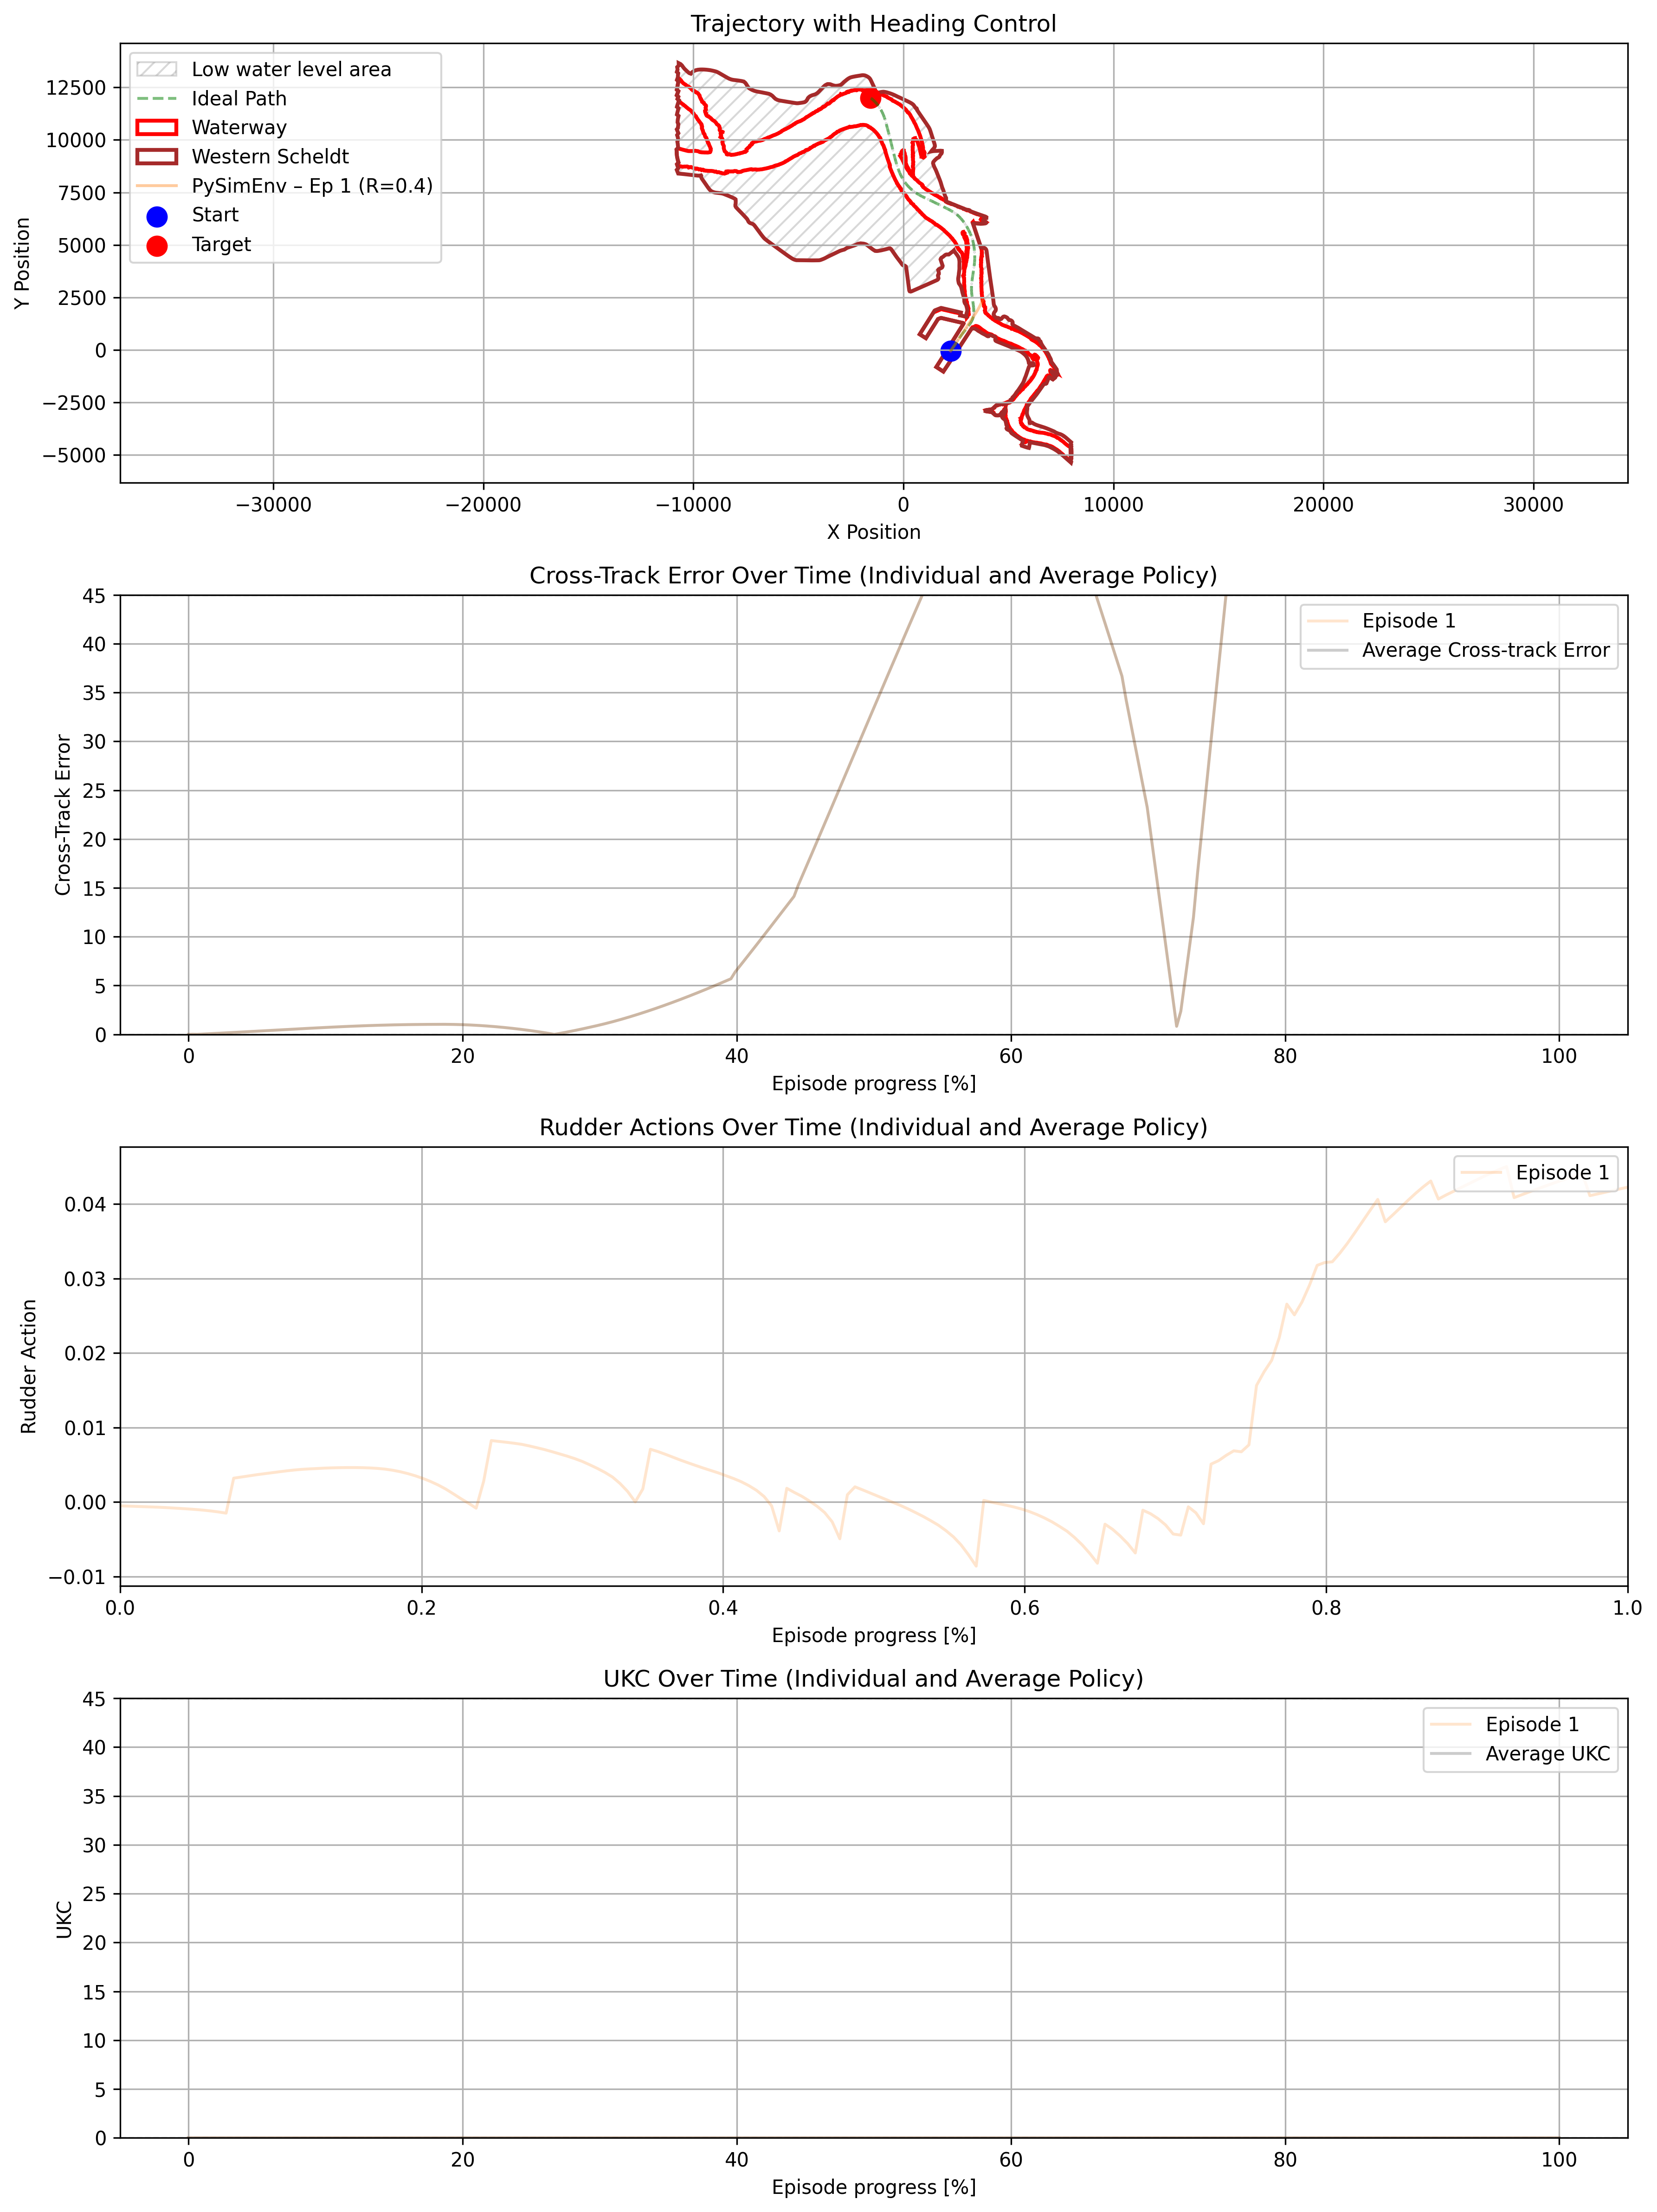 Trajectory with Heading Control
Low water level area
Ideal Path
Waterway
Western Scheldt
PySimEnv – Ep 1 (R=0.4)
Start
Target
12500
10000
7500
5000
2500
0
−2500
−5000
Y Position
−30000
−20000
−10000
0
10000
20000
30000
X Position
Cross-Track Error Over Time (Individual and Average Policy)
Episode 1
Average Cross-track Error
45
40
35
30
25
20
15
10
5
0
Cross-Track Error
0
20
40
60
80
100
Episode progress [%]
Rudder Actions Over Time (Individual and Average Policy)
Episode 1
0.04
0.03
0.02
0.01
0.00
−0.01
Rudder Action
0.0
0.2
0.4
0.6
0.8
1.0
Episode progress [%]
UKC Over Time (Individual and Average Policy)
Episode 1
Average UKC
45
40
35
30
25
20
15
10
5
0
UKC
0
20
40
60
80
100
Episode progress [%]